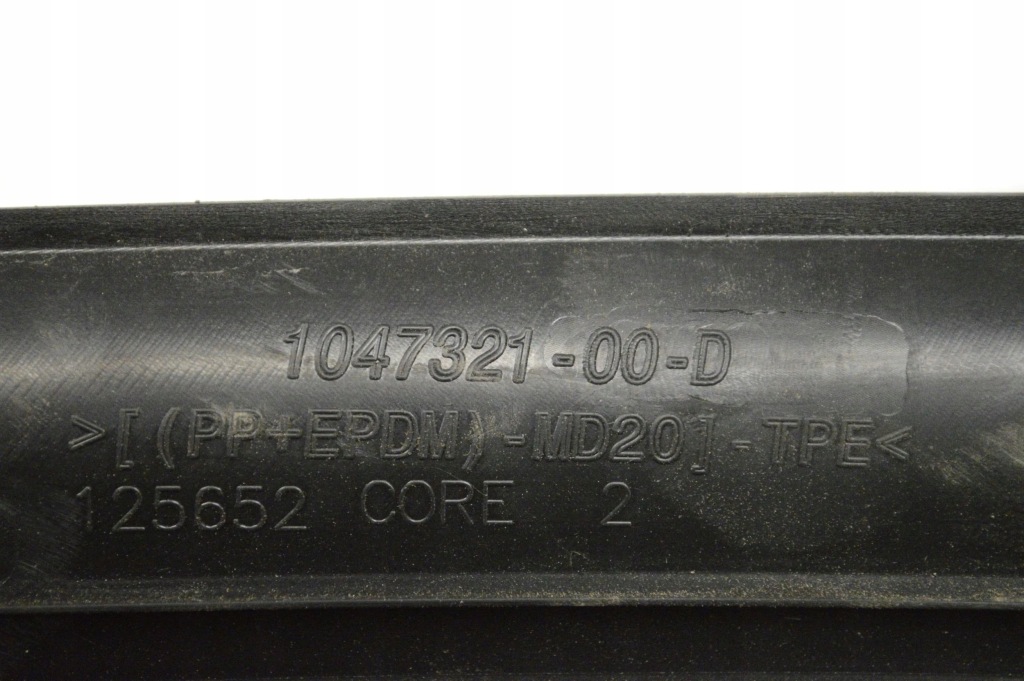 1047321-00-D
>[(PP+EPDM)-MD20]-TPE<
125652 CORE 2